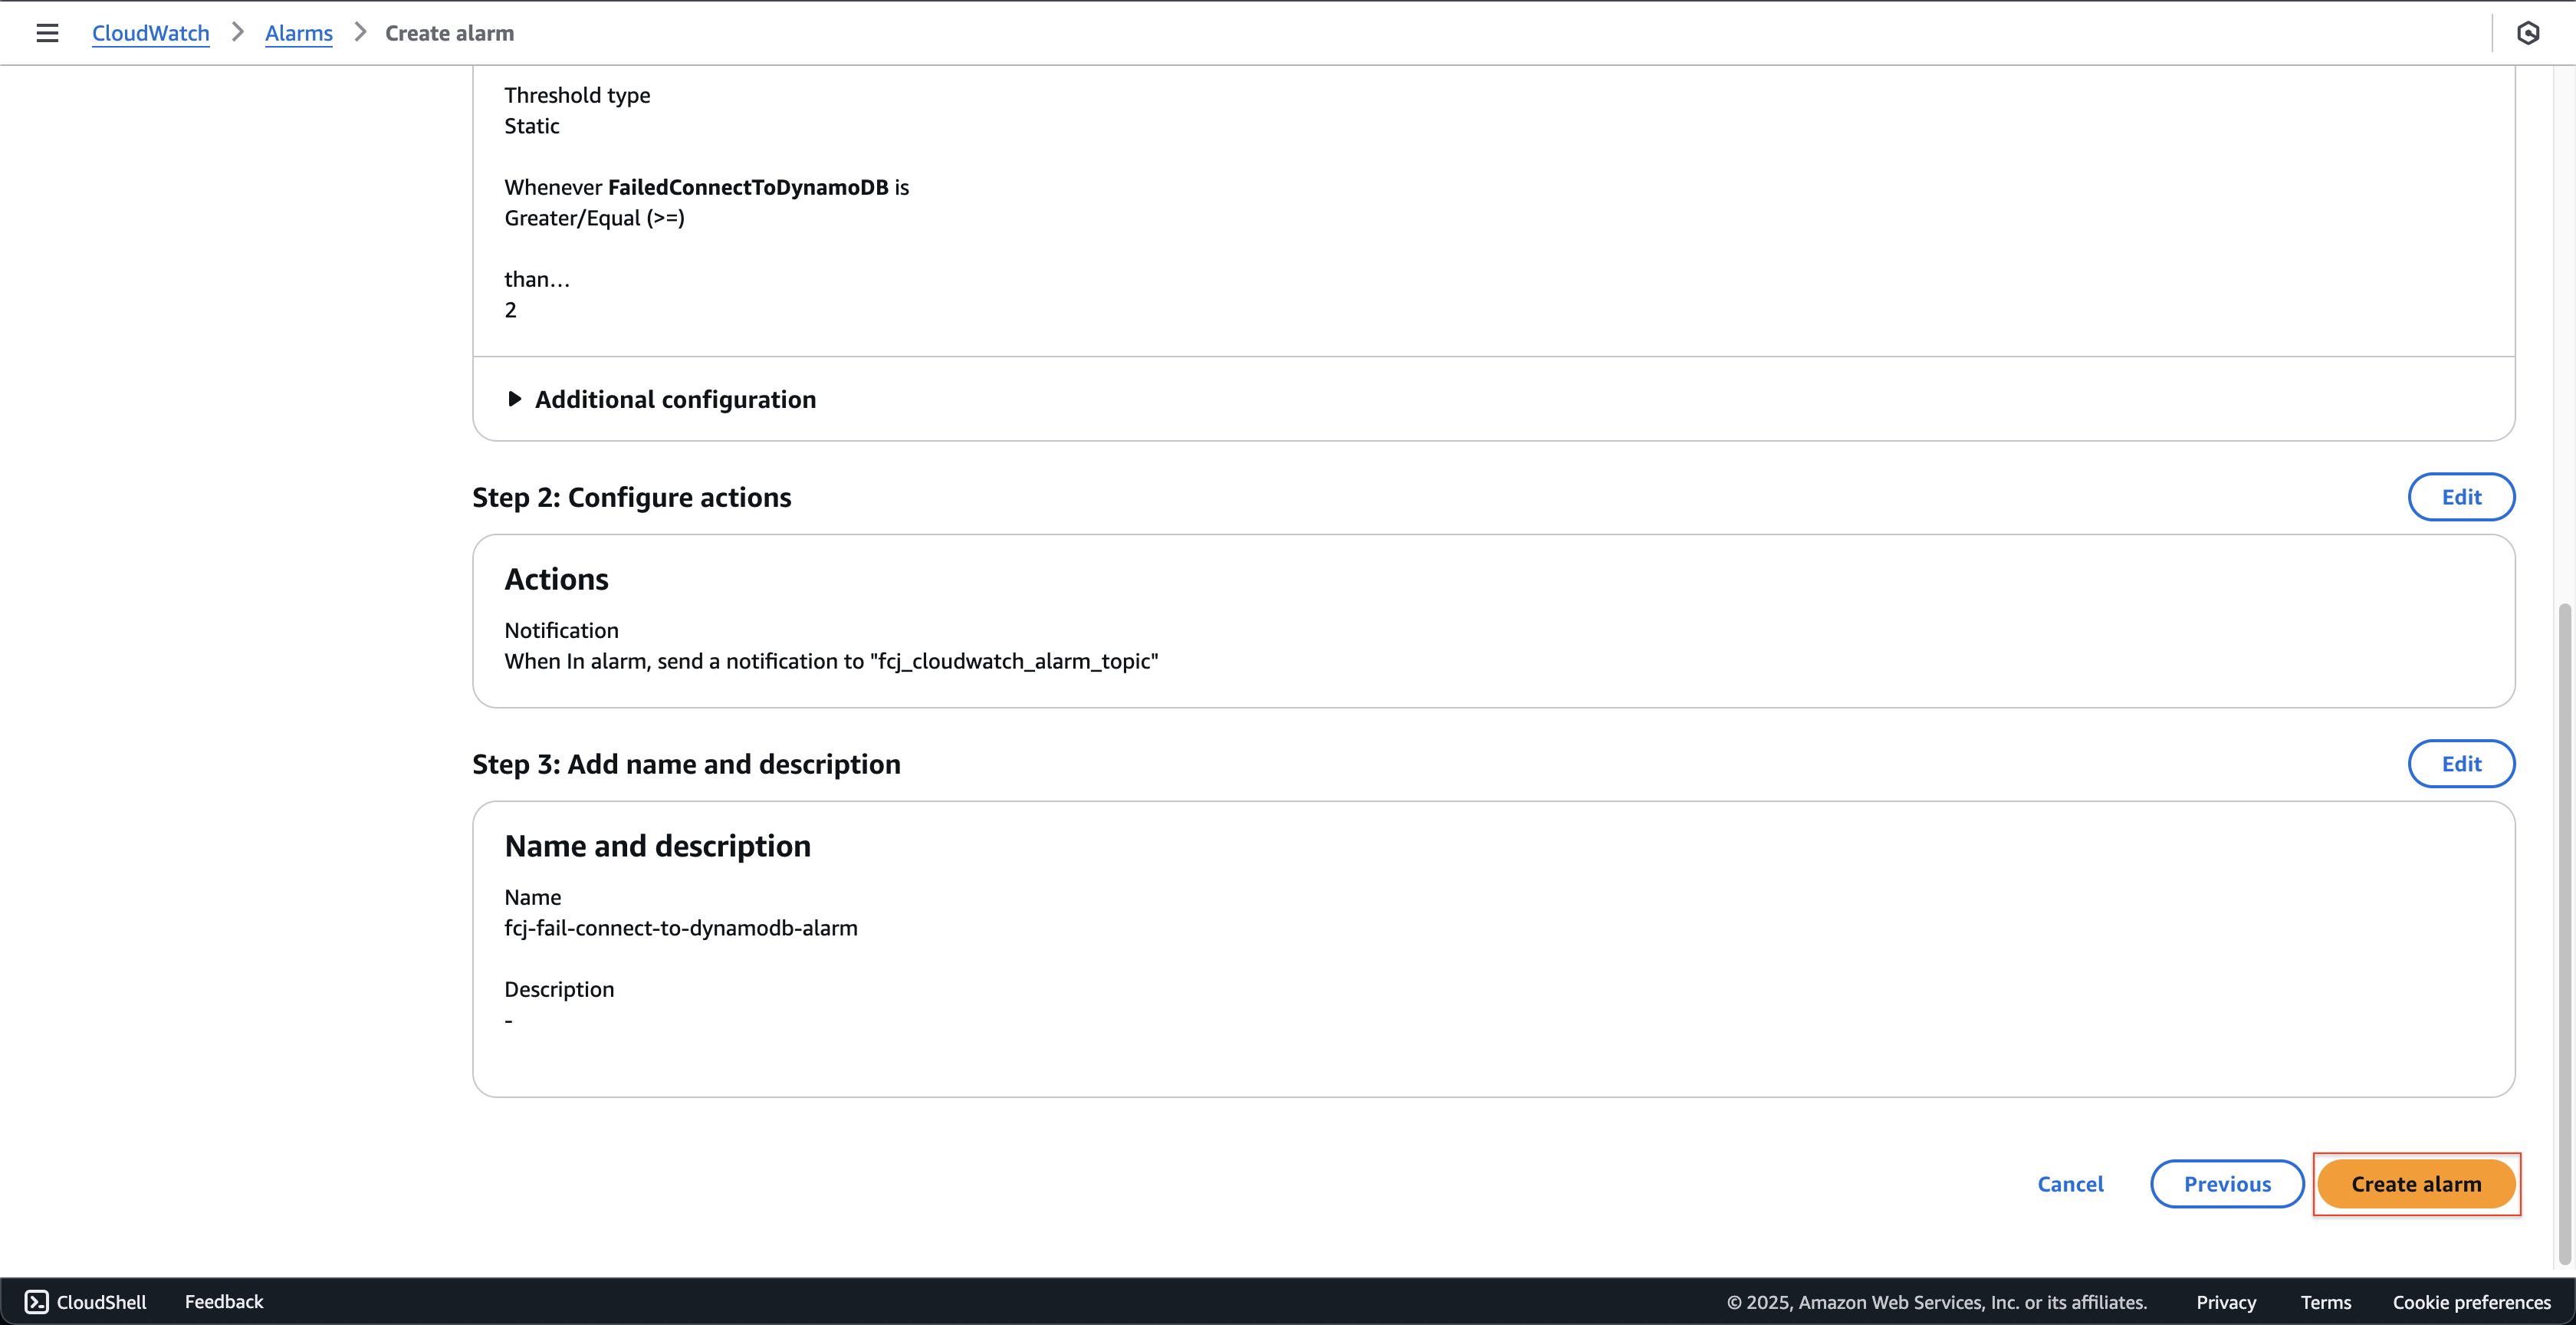 CloudWatch > Alarms > Create alarm
Threshold type
Static
Whenever FailedConnectToDynamoDB is
Greater/Equal (>=)
than...
2
Additional configuration
Step 2: Configure actions
Edit
Actions
Notification
When In alarm, send a notification to "fcj_cloudwatch_alarm_topic"
Step 3: Add name and description
Edit
Name and description
Name
fcj-fail-connect-to-dynamodb-alarm
Description
-
Cancel Previous Create alarm
CloudShell Feedback © 2025, Amazon Web Services, Inc. or its affiliates. Privacy Terms Cookie preferences